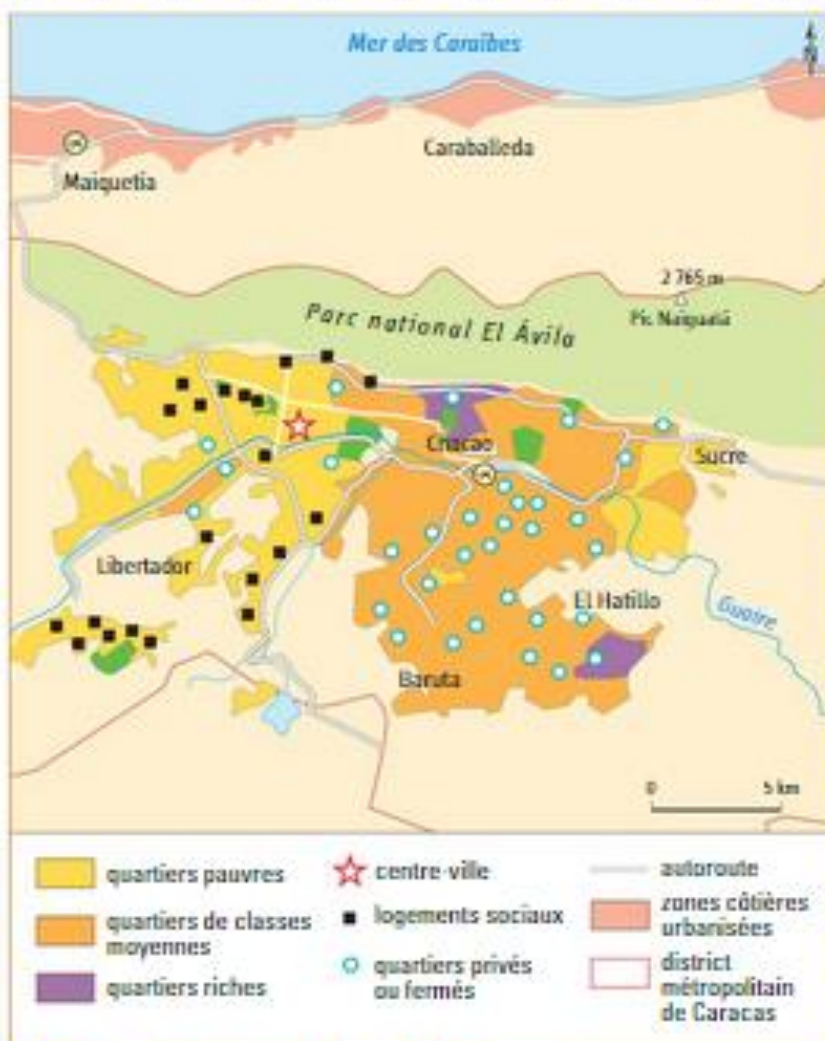 Mer des Caraïbes
N
Caraballeda
Maiquetia
2 765 m
Pic Naiguatá
Parc national El Ávila
Chacao
Sucre
Libertador
El Hatillo
Guaire
Baruta
0 5 km
quartiers pauvres
quartiers de classes
moyennes
quartiers riches
centre-ville
logements sociaux
quartiers privés
ou fermés
autoroute
zones côtières
urbanisées
district
métropolitain
de Caracas